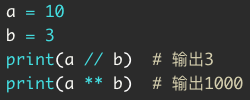 a = 10
b = 3
print(a // b)  # 输出3
print(a ** b)  # 输出1000